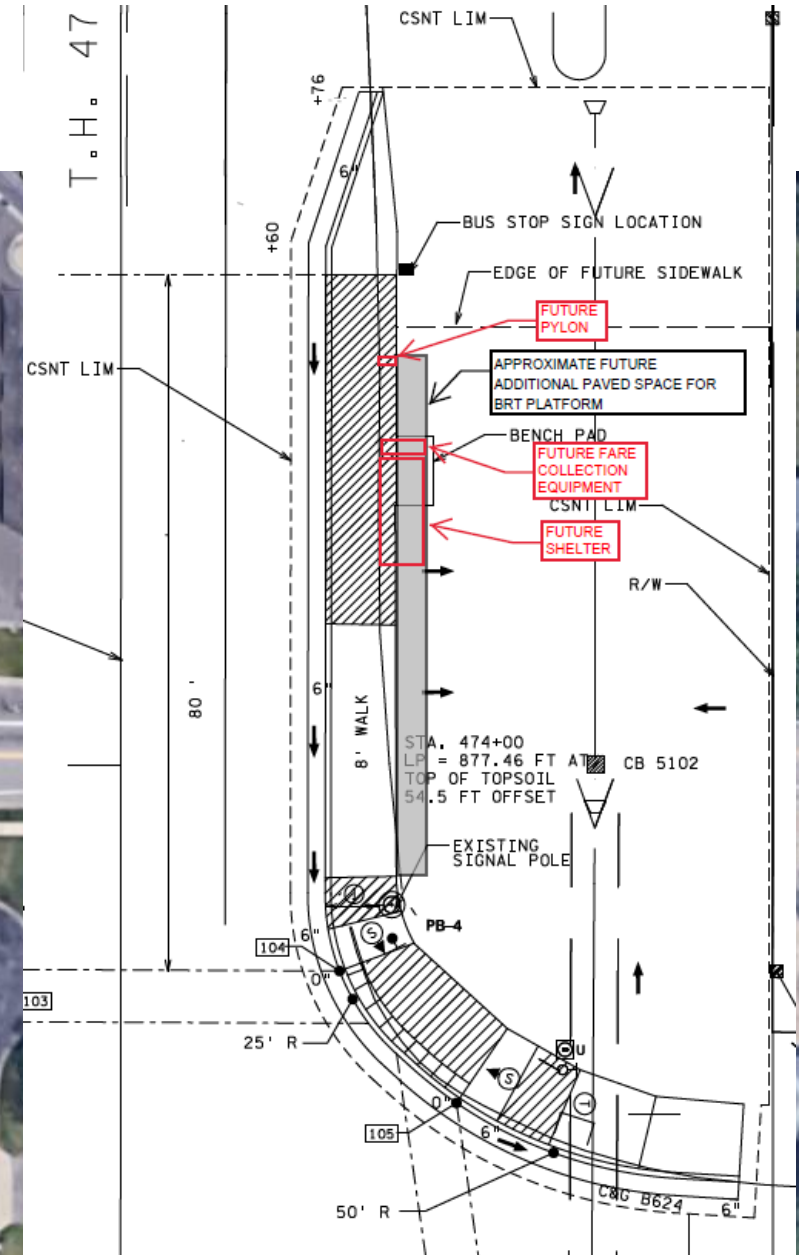 T.H. 47
CSNT LIM
+76
6"
+60
BUS STOP SIGN LOCATION
EDGE OF FUTURE SIDEWALK
FUTURE
PYLON
CSNT LIM
APPROXIMATE FUTURE
ADDITIONAL PAVED SPACE FOR
BRT PLATFORM
BENCH PAD
FUTURE FARE
COLLECTION
EQUIPMENT
CSNT LIM
FUTURE
SHELTER
R/W
80'
6"
8' WALK
STA. 474+00
LP = 877.46 FT AT
TOP OF TOPSOIL
54.5 FT OFFSET
CB 5102
EXISTING
SIGNAL POLE
PB-4
6"
S
104
0"
103
25' R
U
S
T
0"
105
6"
50' R
C&G B624
6"